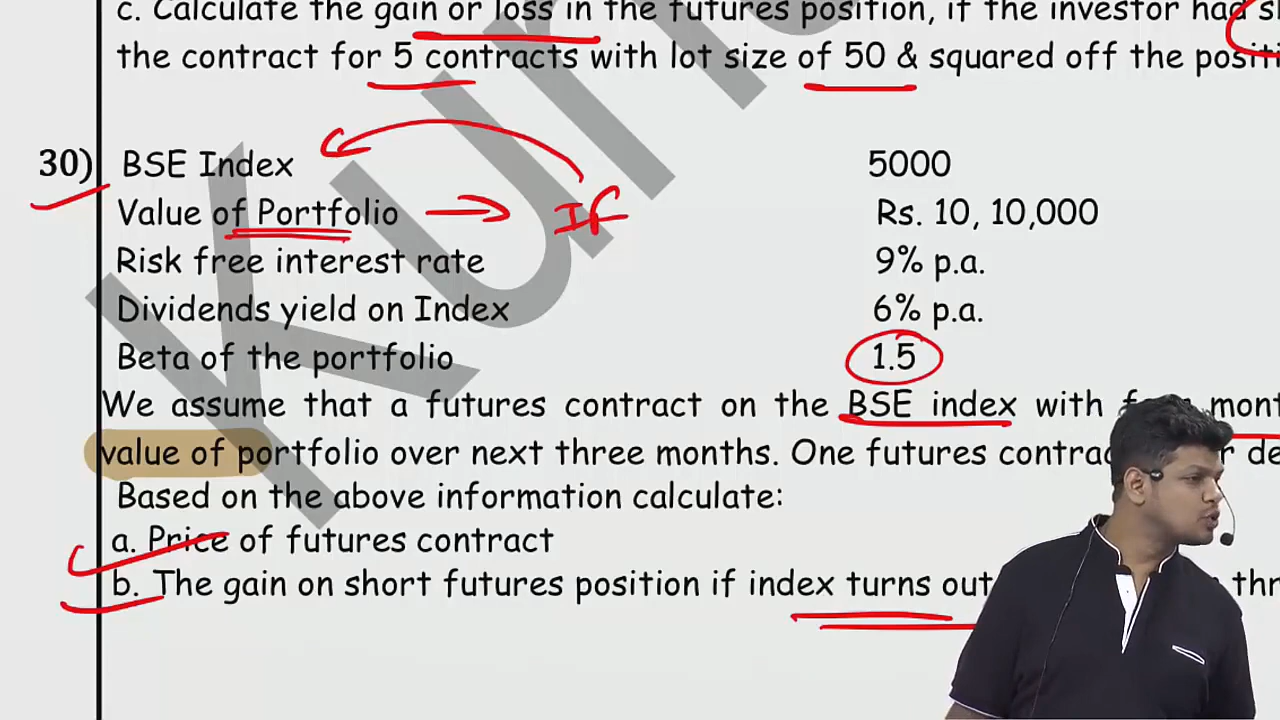 c. Calculate the gain or loss in the futures position, if the investor had
the contract for 5 contracts with lot size of 50 & squared off the
30) BSE Index 5000
Value of Portfolio If Rs. 10, 10,000
Risk free interest rate 9% p.a.
Dividends yield on Index 6% p.a.
Beta of the portfolio 1.5
We assume that a futures contract on the BSE index with
value of portfolio over next three months. One futures
Based on the above information calculate:
a. Price of futures contract
b. The gain on short futures position if index turns out